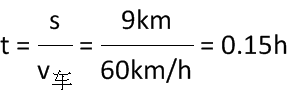 t = s/v车 = 9km/60km/h = 0.15h